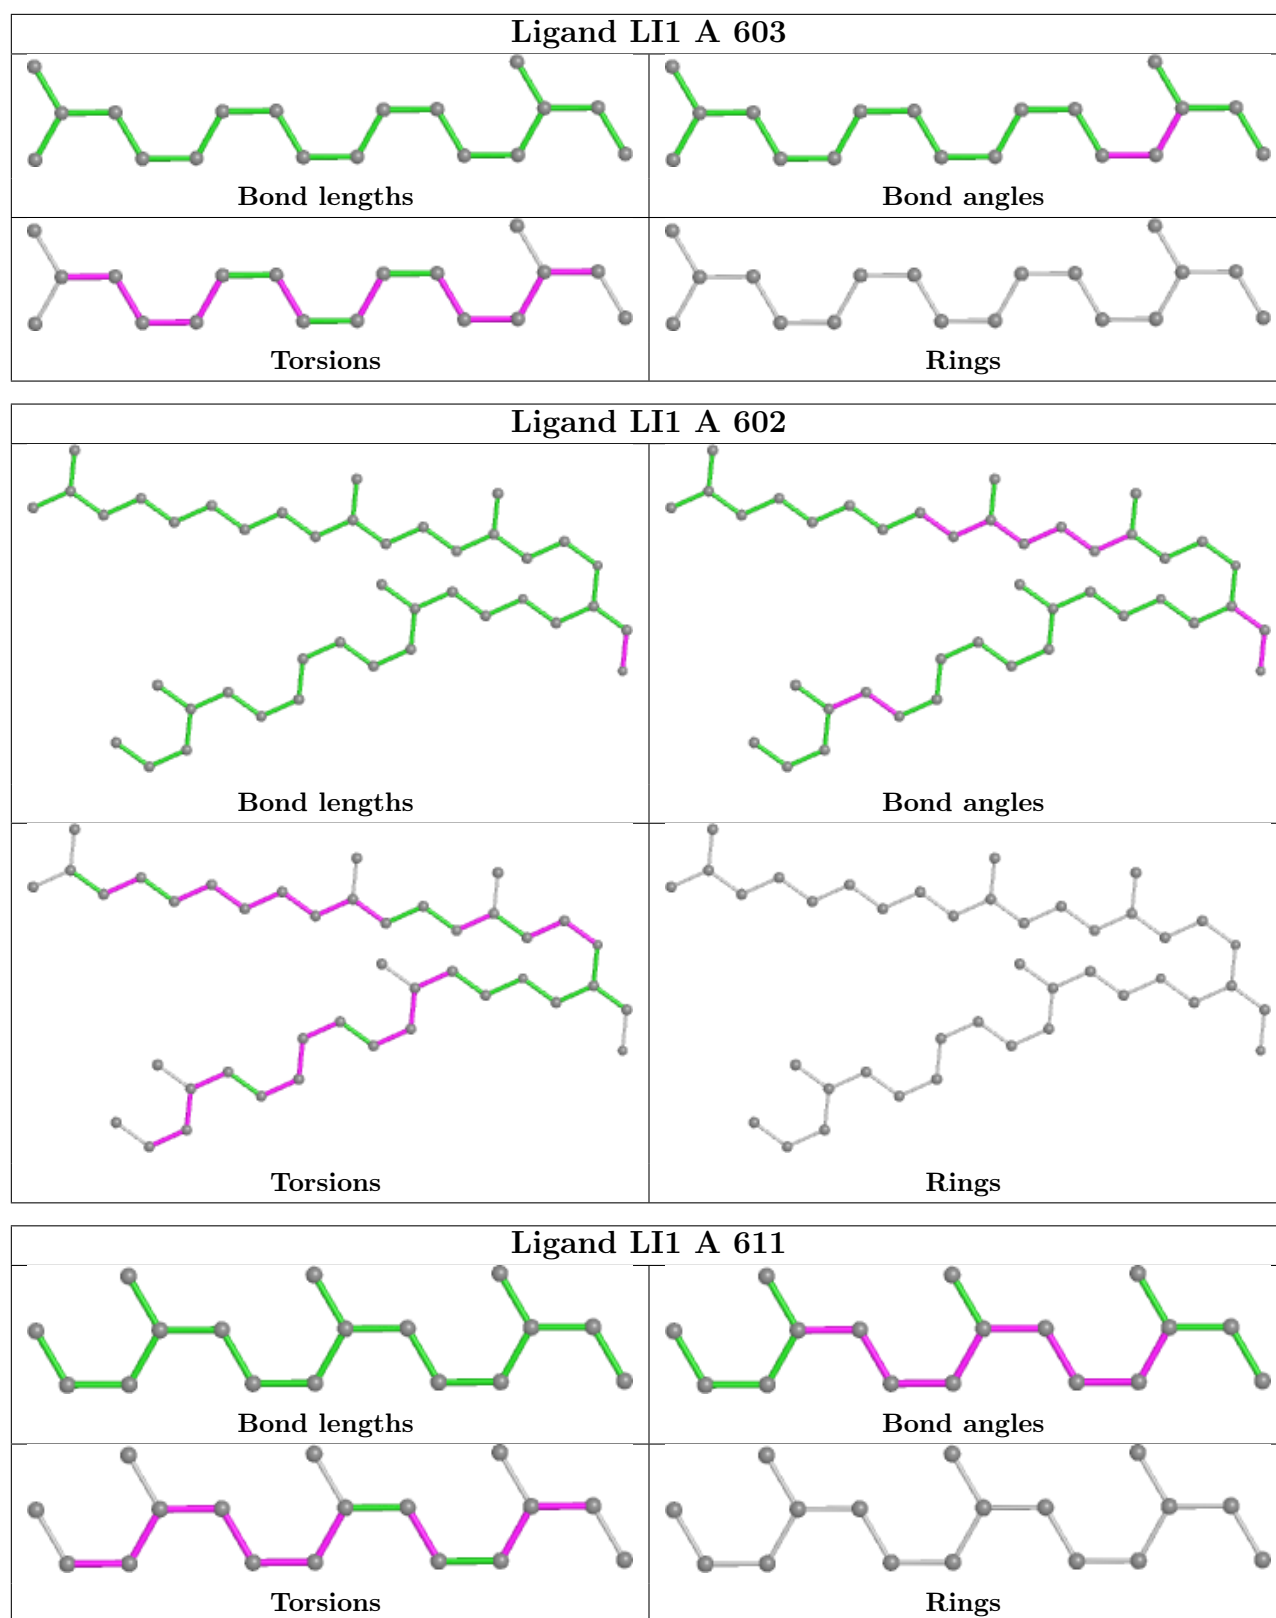 Ligand LI1 A 603
Bond lengths
Bond angles
Torsions
Rings
Ligand LI1 A 602
Bond lengths
Bond angles
Torsions
Rings
Ligand LI1 A 611
Bond lengths
Bond angles
Torsions
Rings